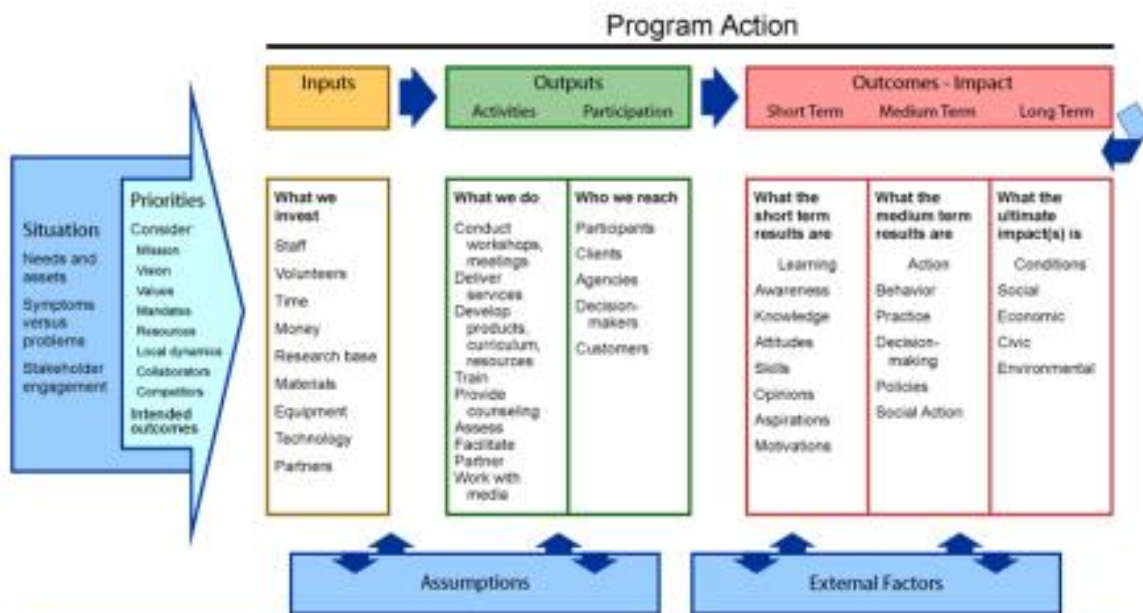 Program Action
Inputs
Outputs
Activities Participation
Outcomes - Impact
Short Term Medium Term Long Term
Situation
Needs and
assets
Symptoms
versus
problems
Stakeholder
engagement
Priorities
Consider
Mission
Vision
Values
Mandates
Resources
Local dynamics
Collaborators
Competitors
Intended
outcomes
What we
invest
Staff
Volunteers
Time
Money
Research base
Materials
Equipment
Technology
Partners
What we do
Conduct
workshops,
meetings
Deliver
services
Develop
products,
curriculum,
resources
Train
Provide
counseling
Assess
Facilitate
Partner
Work with
media
Who we reach
Participants
Clients
Agencies
Decision-
makers
Customers
What the
short term
results are
Learning
Awareness
Knowledge
Attitudes
Skills
Opinions
Aspirations
Motivations
What the
medium term
results are
Action
Behavior
Practice
Decision-
making
Policies
Social Action
What the
ultimate
impact(s) is
Conditions
Social
Economic
Civic
Environmental
Assumptions
External Factors